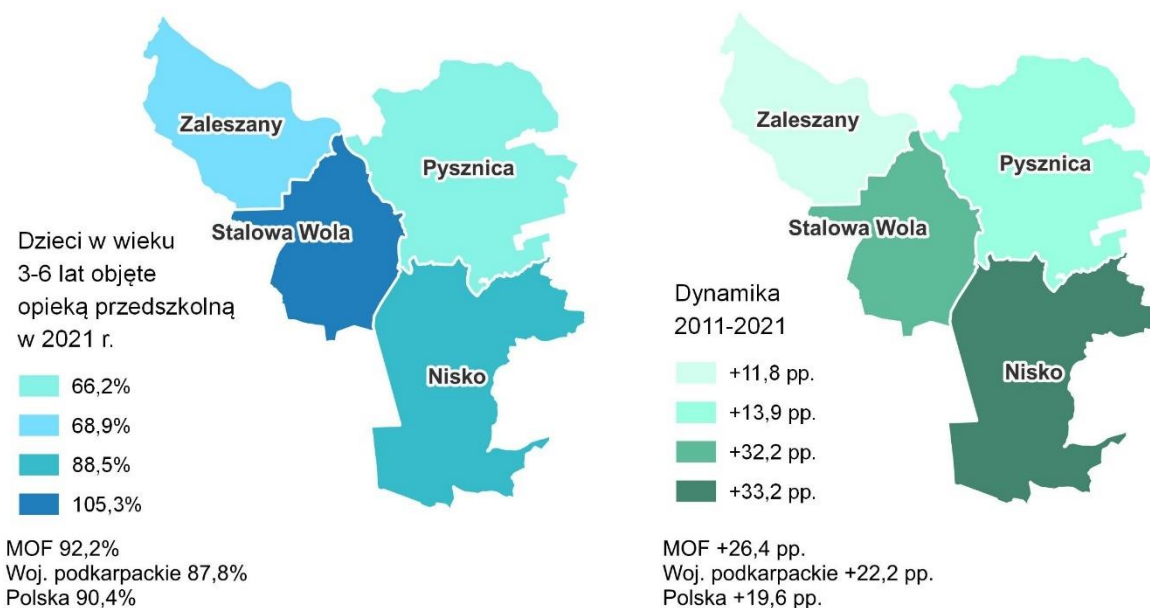 Zaleszany
Pysznica
Stalowa Wola
Nisko
Dzieci w wieku
3-6 lat objęte
opieką przedszkolną
w 2021 r.
66,2%
68,9%
88,5%
105,3%
MOF 92,2%
Woj. podkarpackie 87,8%
Polska 90,4%
Zaleszany
Pysznica
Stalowa Wola
Nisko
Dynamika
2011-2021
+11,8 pp.
+13,9 pp.
+32,2 pp.
+33,2 pp.
MOF +26,4 pp.
Woj. podkarpackie +22,2 pp.
Polska +19,6 pp.